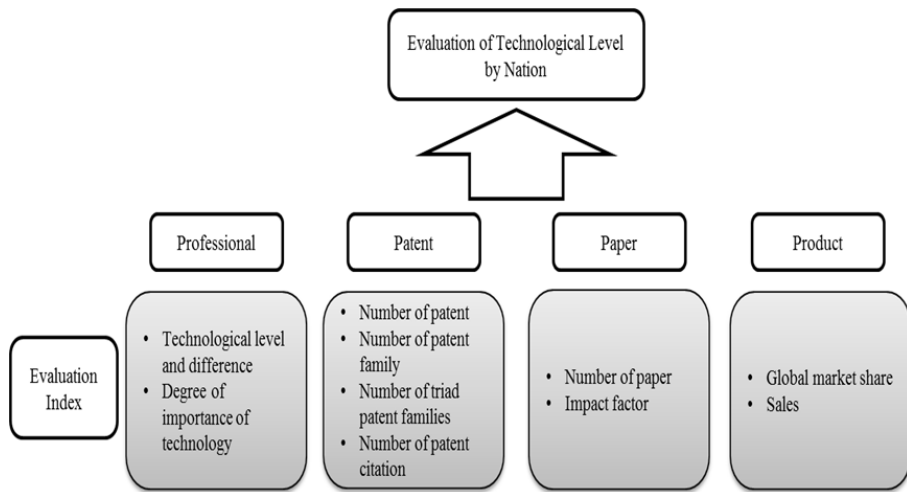 Evaluation of Technological Level
by Nation
Professional
Patent
Paper
Product
Evaluation
Index
• Technological level
and difference
• Degree of
importance of
technology
• Number of patent
• Number of patent
family
• Number of triad
patent families
• Number of patent
citation
• Number of paper
• Impact factor
• Global market share
• Sales